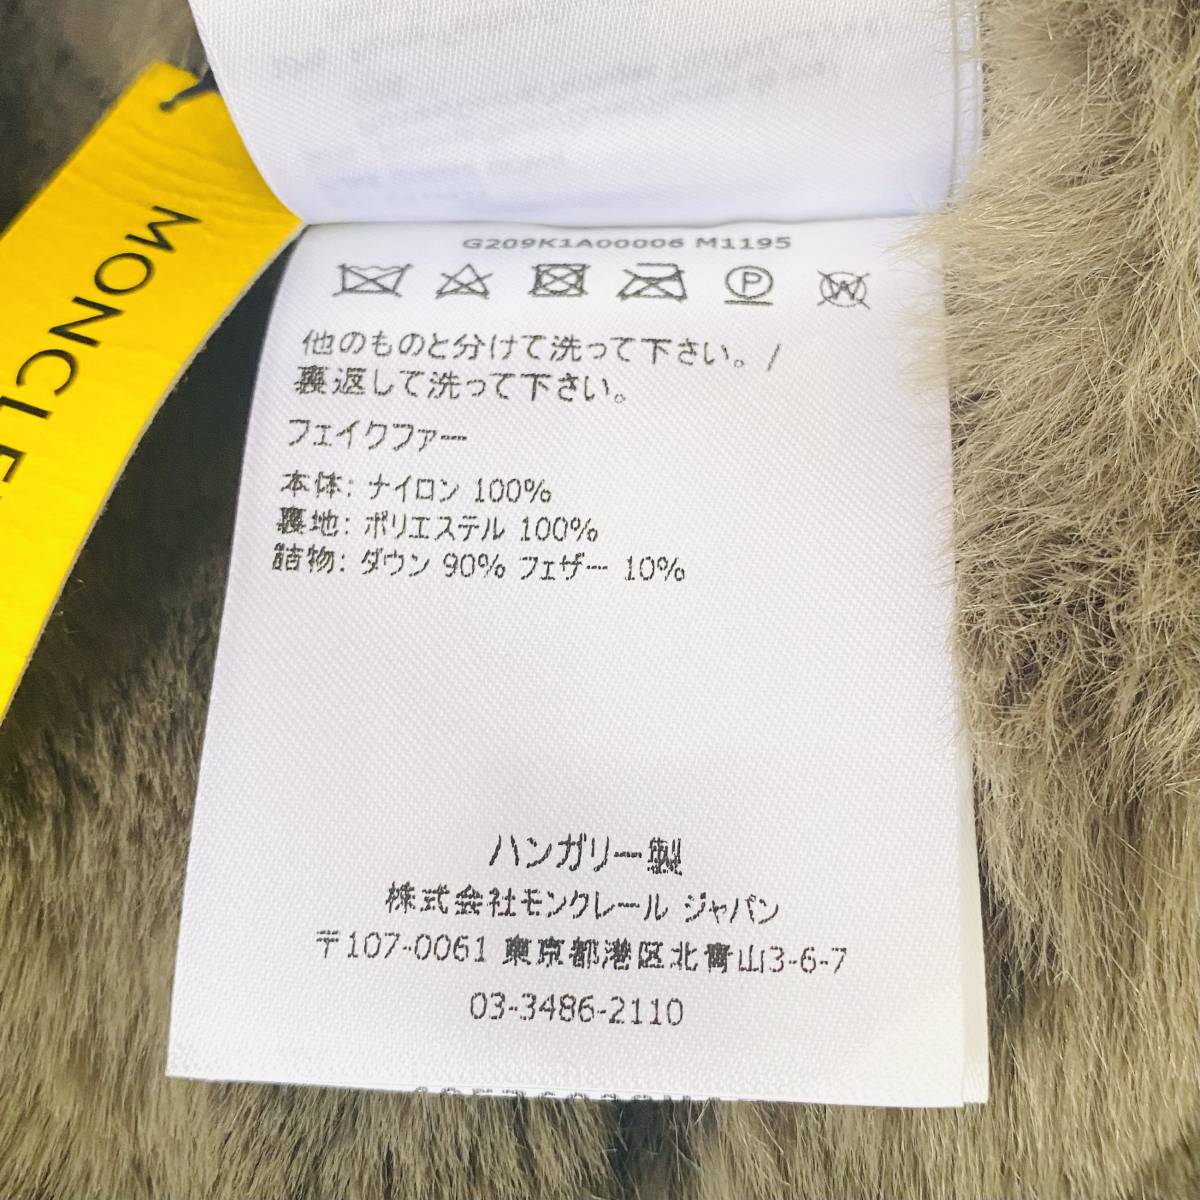 MONCLE
G209K1A00006 M1195
P
W
他のものと分けて洗って下さい。/
裏返して洗って下さい。
フェイクファー
本体: ナイロン 100%
裏地: ポリエステル 100%
詰物: ダウン 90% フェザー 10%
ハンガリー製
株式会社モンクレール ジャパン
〒107-0061 東京都港区北青山3-6-7
03-3486-2110